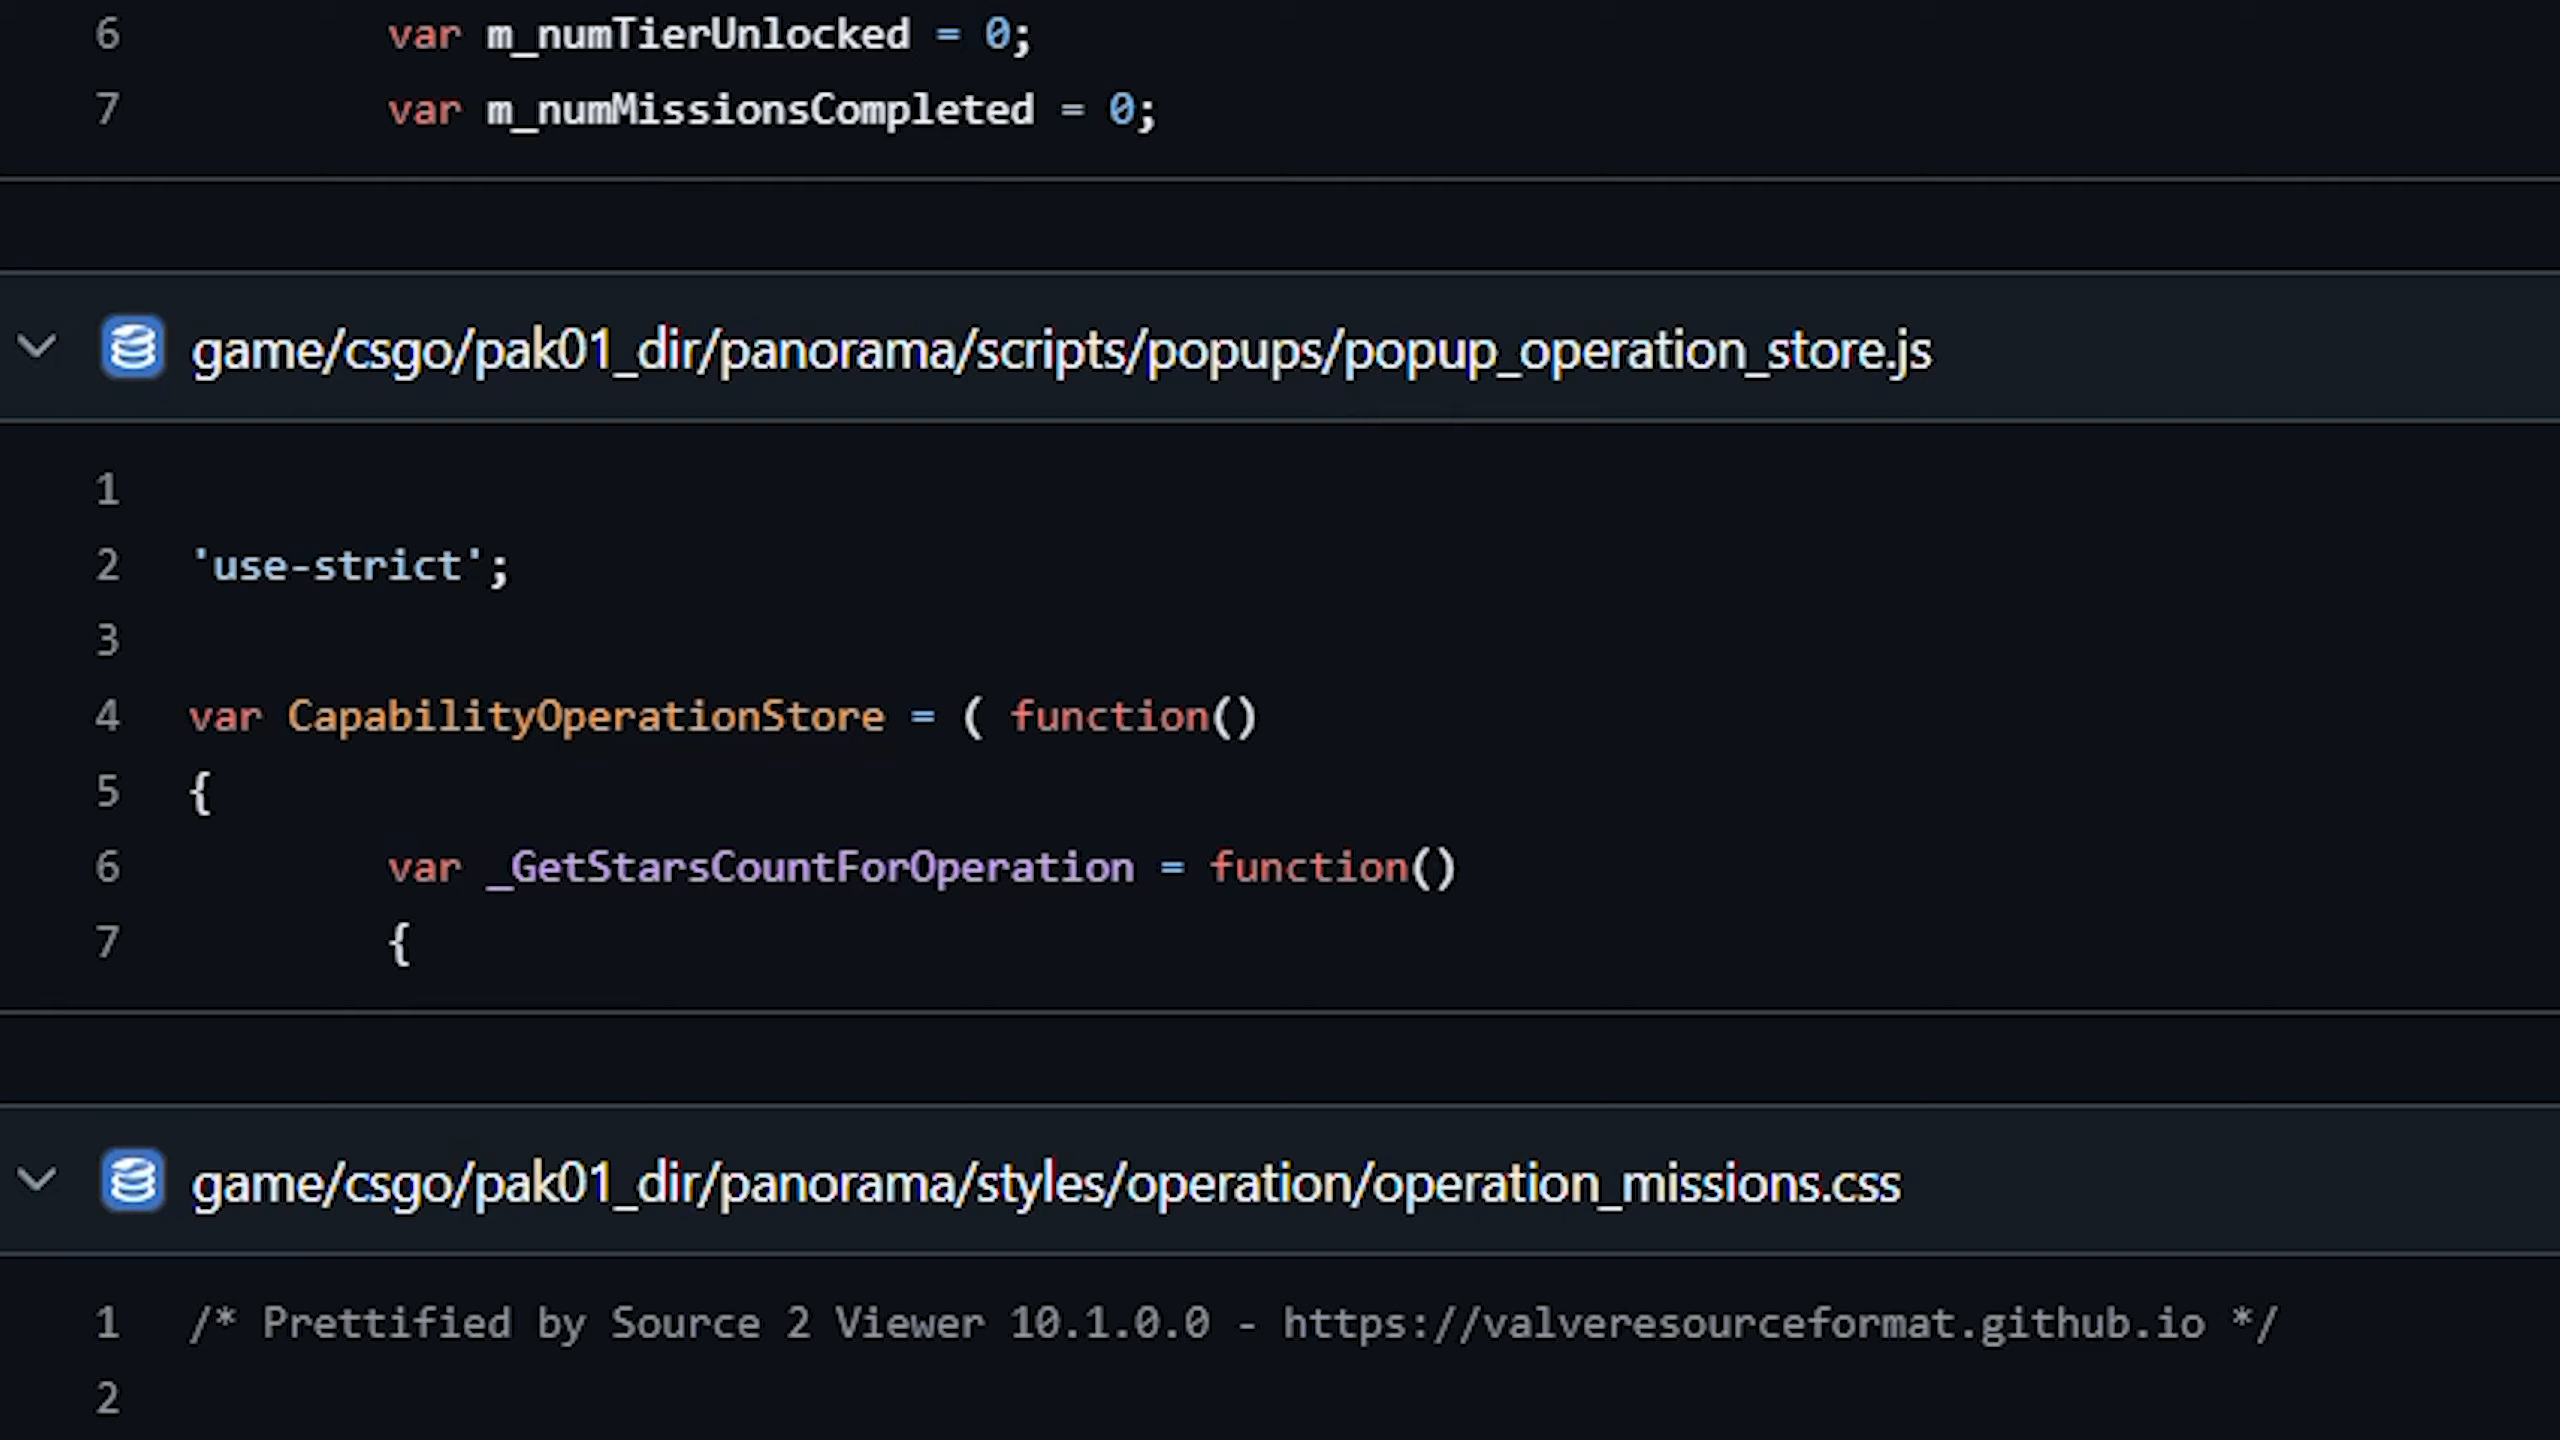 6 var m_numTierUnlocked = 0;
7 var m_numMissionsCompleted = 0;
game/csgo/pak01_dir/panorama/scripts/popups/popup_operation_store.js
1
2 'use-strict';
3
4 var CapabilityOperationStore = ( function()
5 {
6 var _GetStarsCountForOperation = function()
7 {
game/csgo/pak01_dir/panorama/styles/operation/operation_missions.css
1 /* Prettified by Source 2 Viewer 10.1.0.0 - https://valveresourceformat.github.io */
2